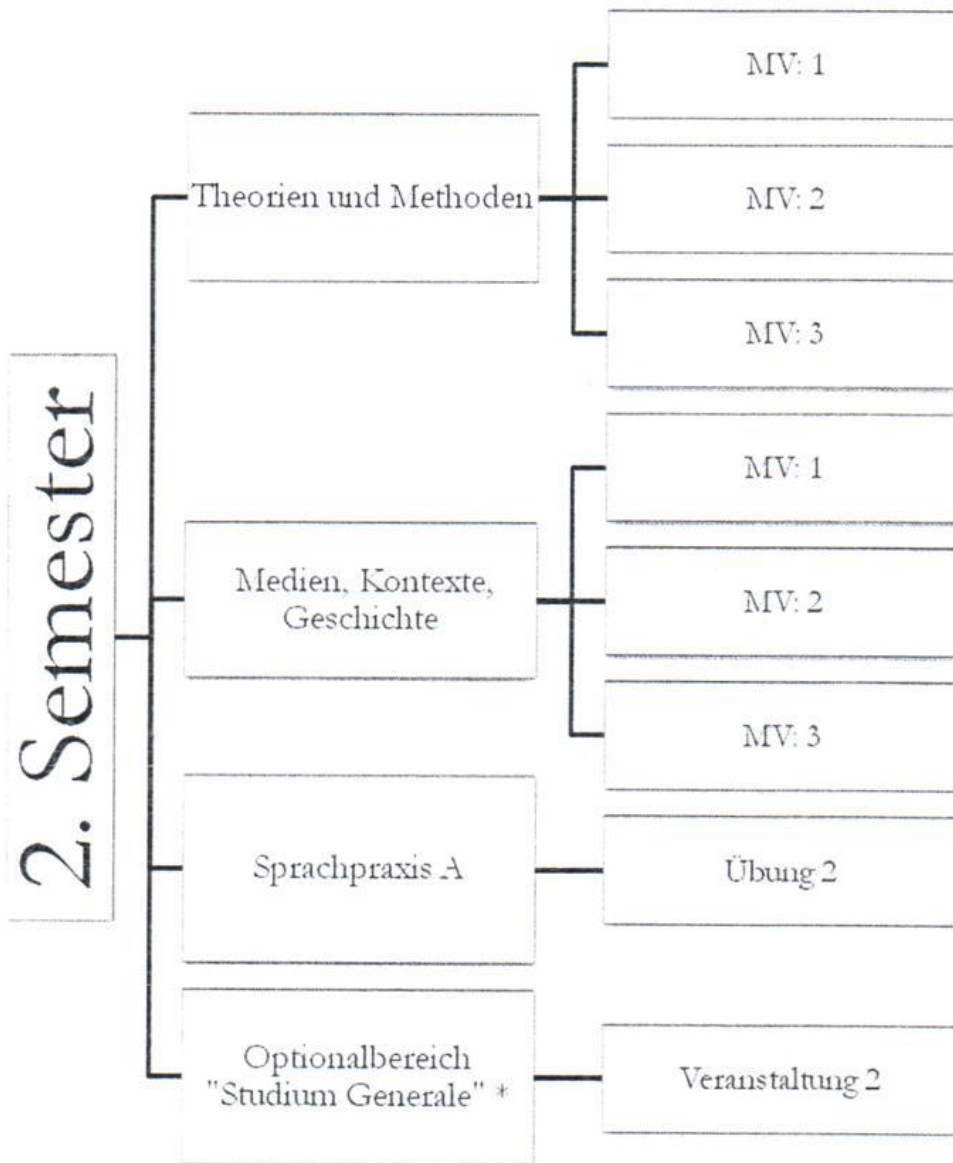 2. Semester
Theorien und Methoden
MV: 1
MV: 2
MV: 3
Medien, Kontexte,
Geschichte
MV: 1
MV: 2
MV: 3
Sprachpraxis A
Übung 2
Optionalbereich
"Studium Generale" *
Veranstaltung 2